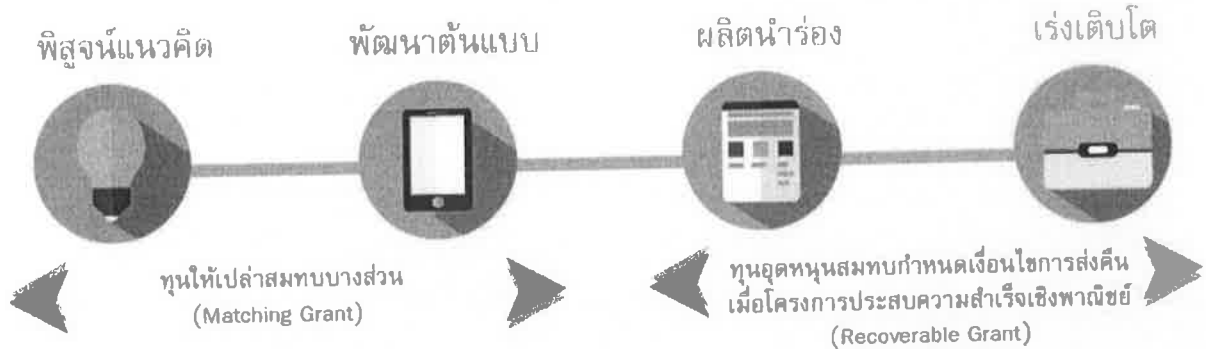 พิสูจน์แนวคิด
พัฒนาต้นแบบ
ผลิตนำร่อง
เร่งเติบโต
ทุนให้เปล่าสมทบบางส่วน
(Matching Grant)
ทุนอุดหนุนสมทบกำหนดเงื่อนไขการส่งคืน
เมื่อโครงการประสบความสำเร็จเชิงพาณิชย์
(Recoverable Grant)